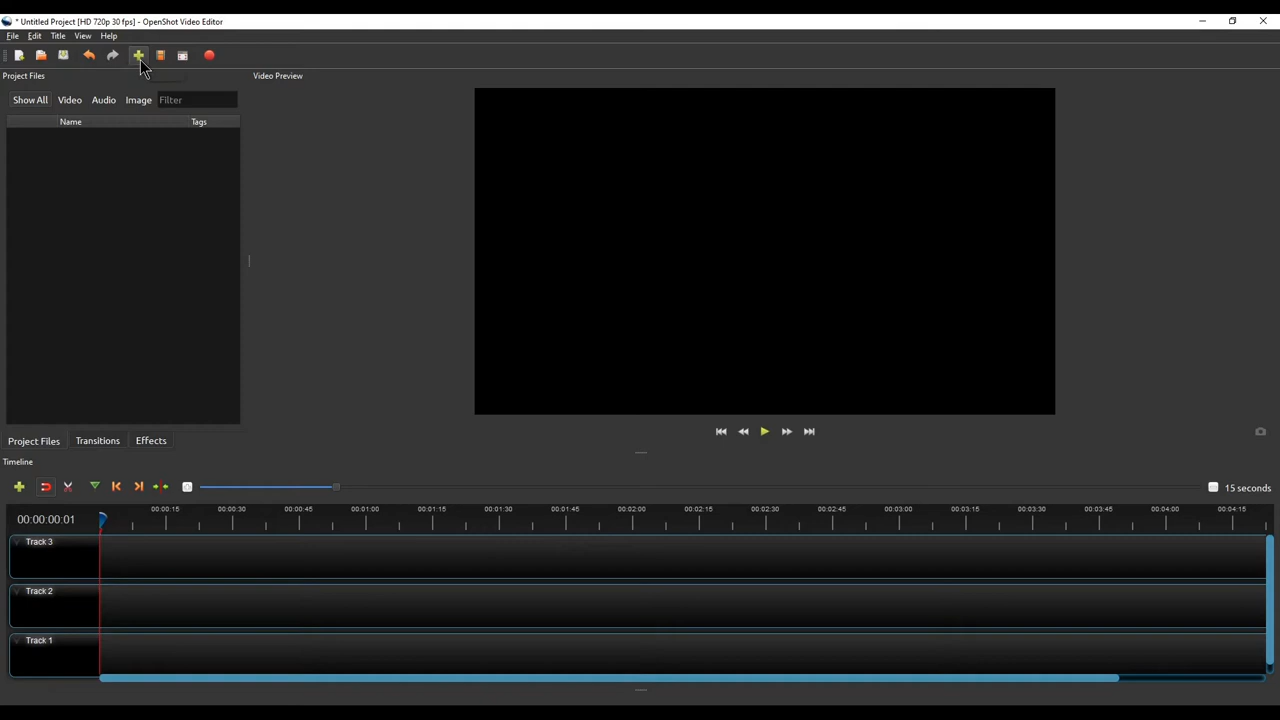 * Untitled Project [HD 720p 30 fps] - OpenShot Video Editor
File Edit Title View Help
Project Files
Video Preview
Show All Video Audio Image Filter
Name Tags
Project Files Transitions Effects
Timeline
15 seconds
00:00:00:01
00:00:15 00:00:30 00:00:45 00:01:00 00:01:15 00:01:30 00:01:45 00:02:00 00:02:15 00:02:30 00:02:45 00:03:00 00:03:15 00:03:30 00:03:45 00:04:00 00:04:15
Track 3
Track 2
Track 1